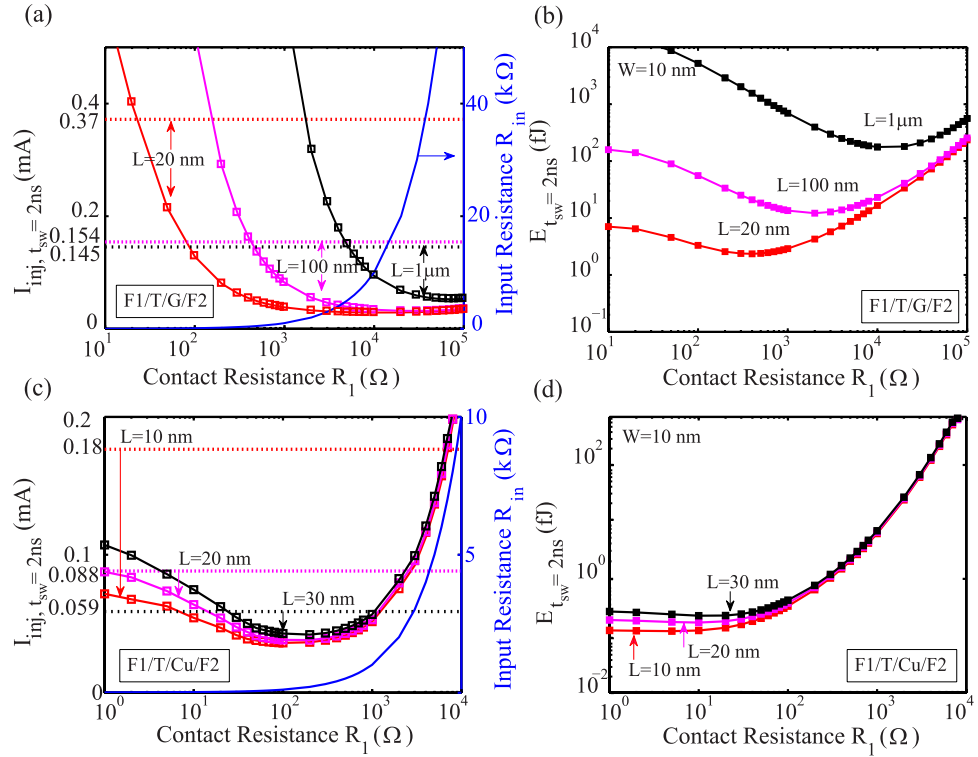 (a)
I_inj, t_sw = 2ns (mA)
0.4
0.37
0.2
0.154
0.145
0
L=20 nm
L=100 nm
L=1μm
F1/T/G/F2
40
20
0
Input Resistance R_in (kΩ)
10^1 10^2 10^3 10^4 10^5
Contact Resistance R_1 (Ω)
(b)
E_t_sw = 2ns (fJ)
10^4
10^3
10^2
10^1
10^0
10^-1
W=10 nm
L=1μm
L=100 nm
L=20 nm
F1/T/G/F2
10^1 10^2 10^3 10^4 10^5
Contact Resistance R_1 (Ω)
(c)
I_inj, t_sw = 2ns (mA)
0.2
0.18
0.1
0.088
0.059
0
L=10 nm
L=20 nm
L=30 nm
F1/T/Cu/F2
10
5
0
Input Resistance R_in (kΩ)
10^0 10^1 10^2 10^3 10^4
Contact Resistance R_1 (Ω)
(d)
E_t_sw = 2ns (fJ)
10^2
10^0
10^-2
W=10 nm
L=30 nm
L=20 nm
L=10 nm
F1/T/Cu/F2
10^0 10^1 10^2 10^3 10^4
Contact Resistance R_1 (Ω)